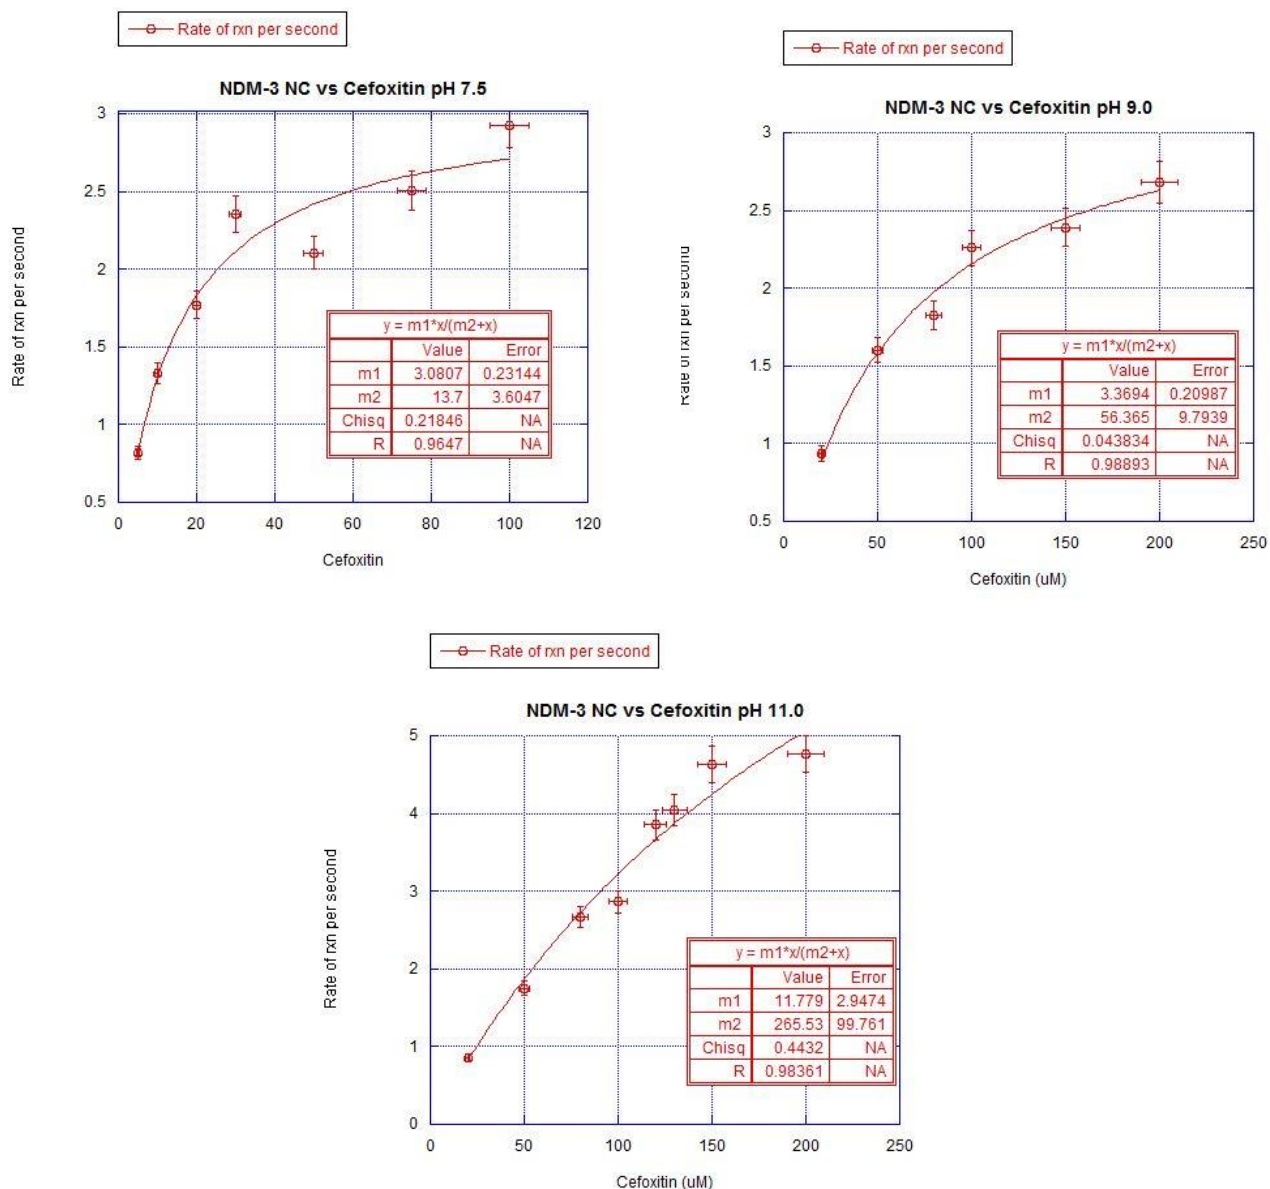 Rate of rxn per second
NDM-3 NC vs Cefoxitin pH 7.5
Rate of rxn per second
3
2.5
2
1.5
1
0.5
0 20 40 60 80 100 120
Cefoxitin
y = m1*x/(m2+x)
Value Error
m1 3.0807 0.23144
m2 13.7 3.6047
Chisq 0.21846 NA
R 0.9647 NA
Rate of rxn per second
NDM-3 NC vs Cefoxitin pH 9.0
Rate of rxn per second
3
2.5
2
1.5
1
0.5
0 50 100 150 200 250
Cefoxitin (uM)
y = m1*x/(m2+x)
Value Error
m1 3.3694 0.20987
m2 56.365 9.7939
Chisq 0.043834 NA
R 0.98893 NA
Rate of rxn per second
NDM-3 NC vs Cefoxitin pH 11.0
Rate of rxn per second
5
4
3
2
1
0
0 50 100 150 200 250
Cefoxitin (uM)
y = m1*x/(m2+x)
Value Error
m1 11.779 2.9474
m2 265.53 99.761
Chisq 0.4432 NA
R 0.98361 NA